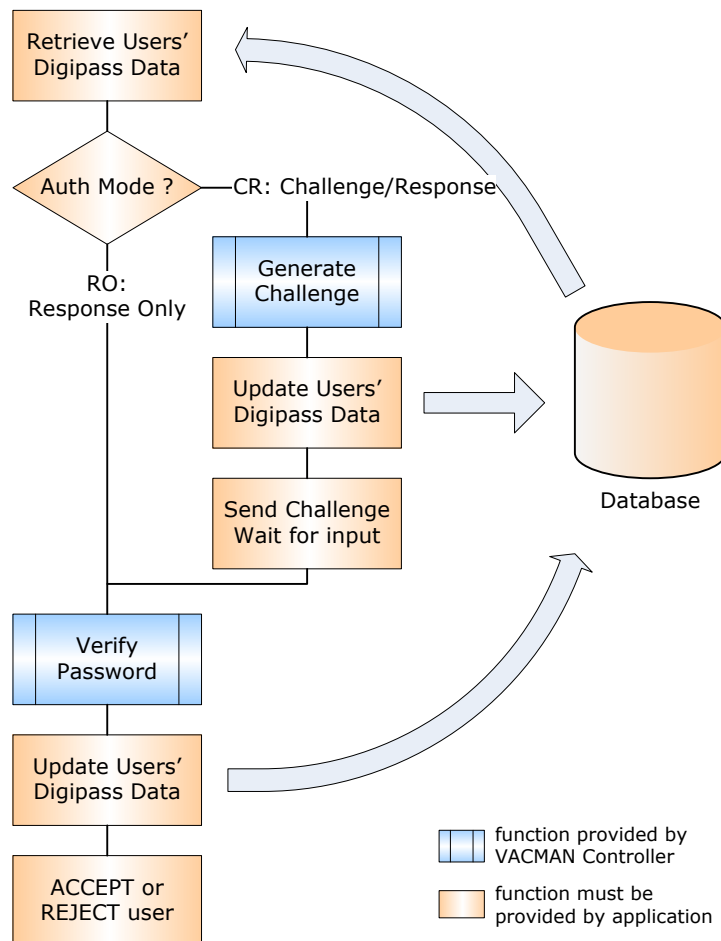 Retrieve Users’
Digipass Data
Auth Mode ?
CR: Challenge/Response
RO:
Response Only
Generate
Challenge
Update Users’
Digipass Data
Send Challenge
Wait for input
Database
Verify
Password
Update Users’
Digipass Data
ACCEPT or
REJECT user
function provided by
VACMAN Controller
function must be
provided by application